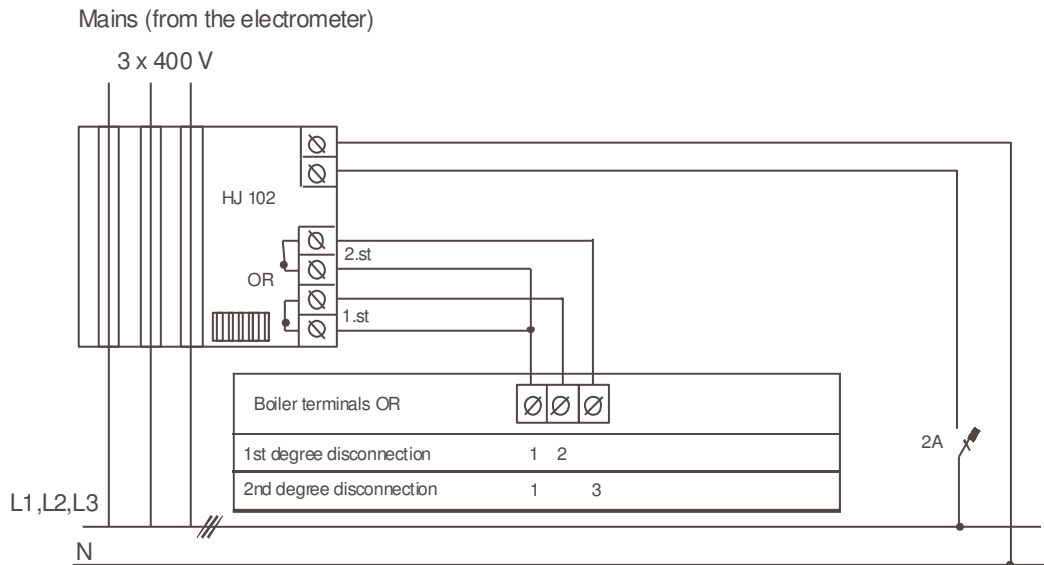 Mains (from the electrometer)
3 x 400 V
HJ 102
2.st
OR
1.st
Boiler terminals OR
1st degree disconnection 1 2
2nd degree disconnection 1 3
2A
L1,L2,L3
N